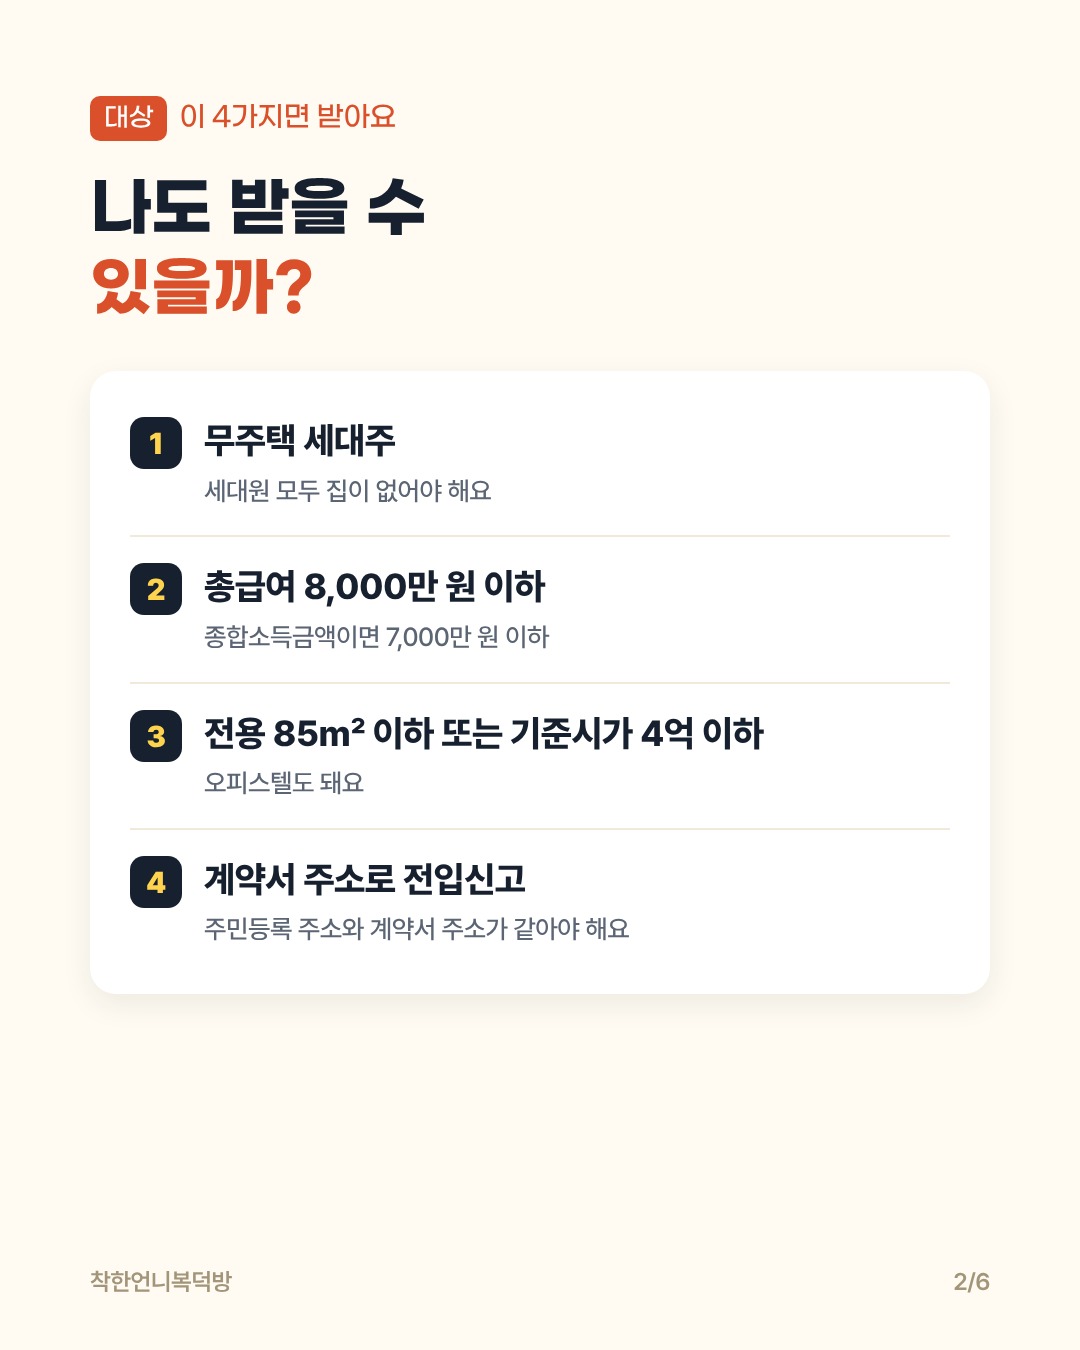 대상 이 4가지면 받아요
나도 받을 수
있을까?
1 무주택 세대주
세대원 모두 집이 없어야 해요
2 총급여 8,000만 원 이하
종합소득금액이면 7,000만 원 이하
3 전용 85m² 이하 또는 기준시가 4억 이하
오피스텔도 돼요
4 계약서 주소로 전입신고
주민등록 주소와 계약서 주소가 같아야 해요
착한언니복덕방 2/6